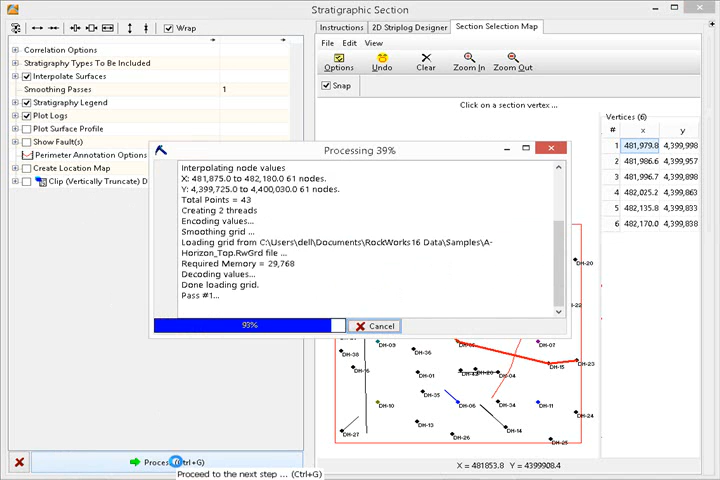 Stratigraphic Section
Wrap
Instructions 2D Striplog Designer Section Selection Map
File Edit View
Options Undo Clear Zoom In Zoom Out
Snap
Click on a section vertex ...
Correlation Options
Stratigraphy Types To Be Included
Interpolate Surfaces
Smoothing Passes 1
Stratigraphy Legend
Plot Logs
Plot Surface Profile
Show Fault(s)
Perimeter Annotation Options
Create Location Map
Clip (Vertically Truncate) D
Vertices (6)
# x y
1 481,979.8 4,399,998
2 481,986.6 4,399,957
3 481,996.7 4,399,898
4 482,025.2 4,399,863
5 482,135.8 4,399,833
6 482,170.0 4,399,838
Processing 39%
Interpolating node values
X: 481,875.0 to 482,180.0 61 nodes.
Y: 4,399,725.0 to 4,400,030.0 61 nodes.
Total Points = 43
Creating 2 threads
Encoding values...
Smoothing grid ...
Loading grid from C:\Users\dell\Documents\RockWorks16 Data\Samples\A-
Horizon_Top.RwGrd file ...
Required Memory = 29,768
Decoding values...
Done loading grid.
Pass #1...
93%
Cancel
DH-20
DH-09
DH-36
DH-07
DH-38
DH-15
DH-23
DH-01
DH-04
DH-35
DH-10
DH-06
DH-34
DH-11
DH-24
DH-13
DH-14
DH-27
DH-26
DH-25
X = 481853.8 Y = 4399908.4
Proceed to the next step ... (Ctrl+G)